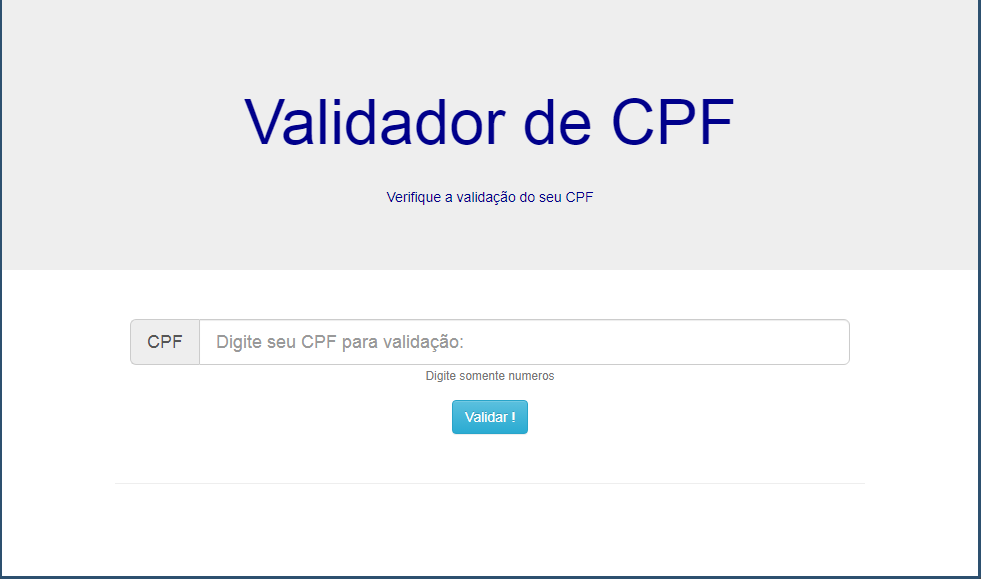 Validador de CPF
Verifique a validação do seu CPF
CPF Digite seu CPF para validação:
Digite somente numeros
Validar !